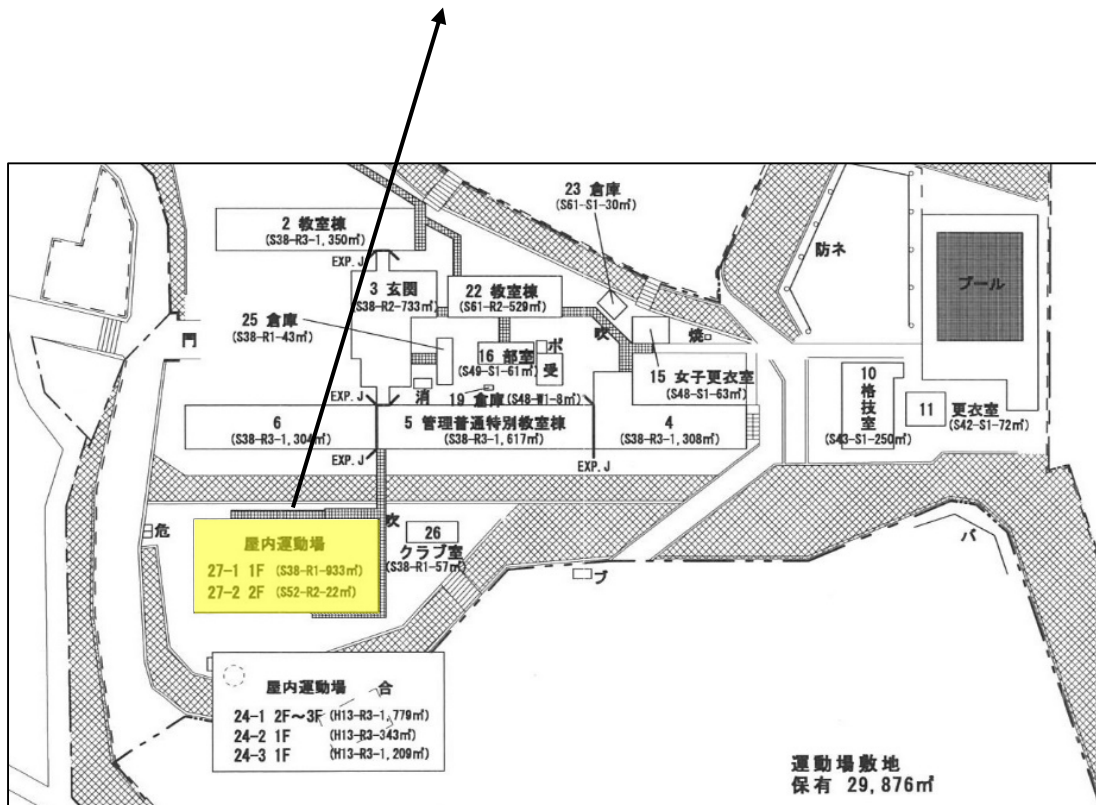 23 倉庫
(S61-S1-30㎡)
2 教室棟
(S38-R3-1,350㎡)
EXP.J
防ネ
プール
3 玄関
(S38-R2-733㎡)
22 教室棟
(S61-R2-529㎡)
25 倉庫
(S38-R1-43㎡)
門
吹
焼
16 部室
(S49-S1-61㎡)
ポ
受
15 女子更衣室
(S48-S1-63㎡)
消
19 倉庫 (S48-W1-8㎡)
10
格技室
(S43-S1-250㎡)
11 更衣室
(S42-S1-72㎡)
6
(S38-R3-1,304㎡)
5 管理普通特別教室棟
(S38-R3-1,617㎡)
4
(S38-R3-1,308㎡)
EXP.J
EXP.J
危
吹
屋内運動場
27-1 1F (S38-R1-933㎡)
27-2 2F (S52-R2-22㎡)
26
クラブ室
(S38-R1-57㎡)
バ
ブ
屋内運動場 合
24-1 2F～3F (H13-R3-1,779㎡)
24-2 1F (H13-R3-343㎡)
24-3 1F (H13-R3-1,209㎡)
運動場敷地
保有 29,876㎡